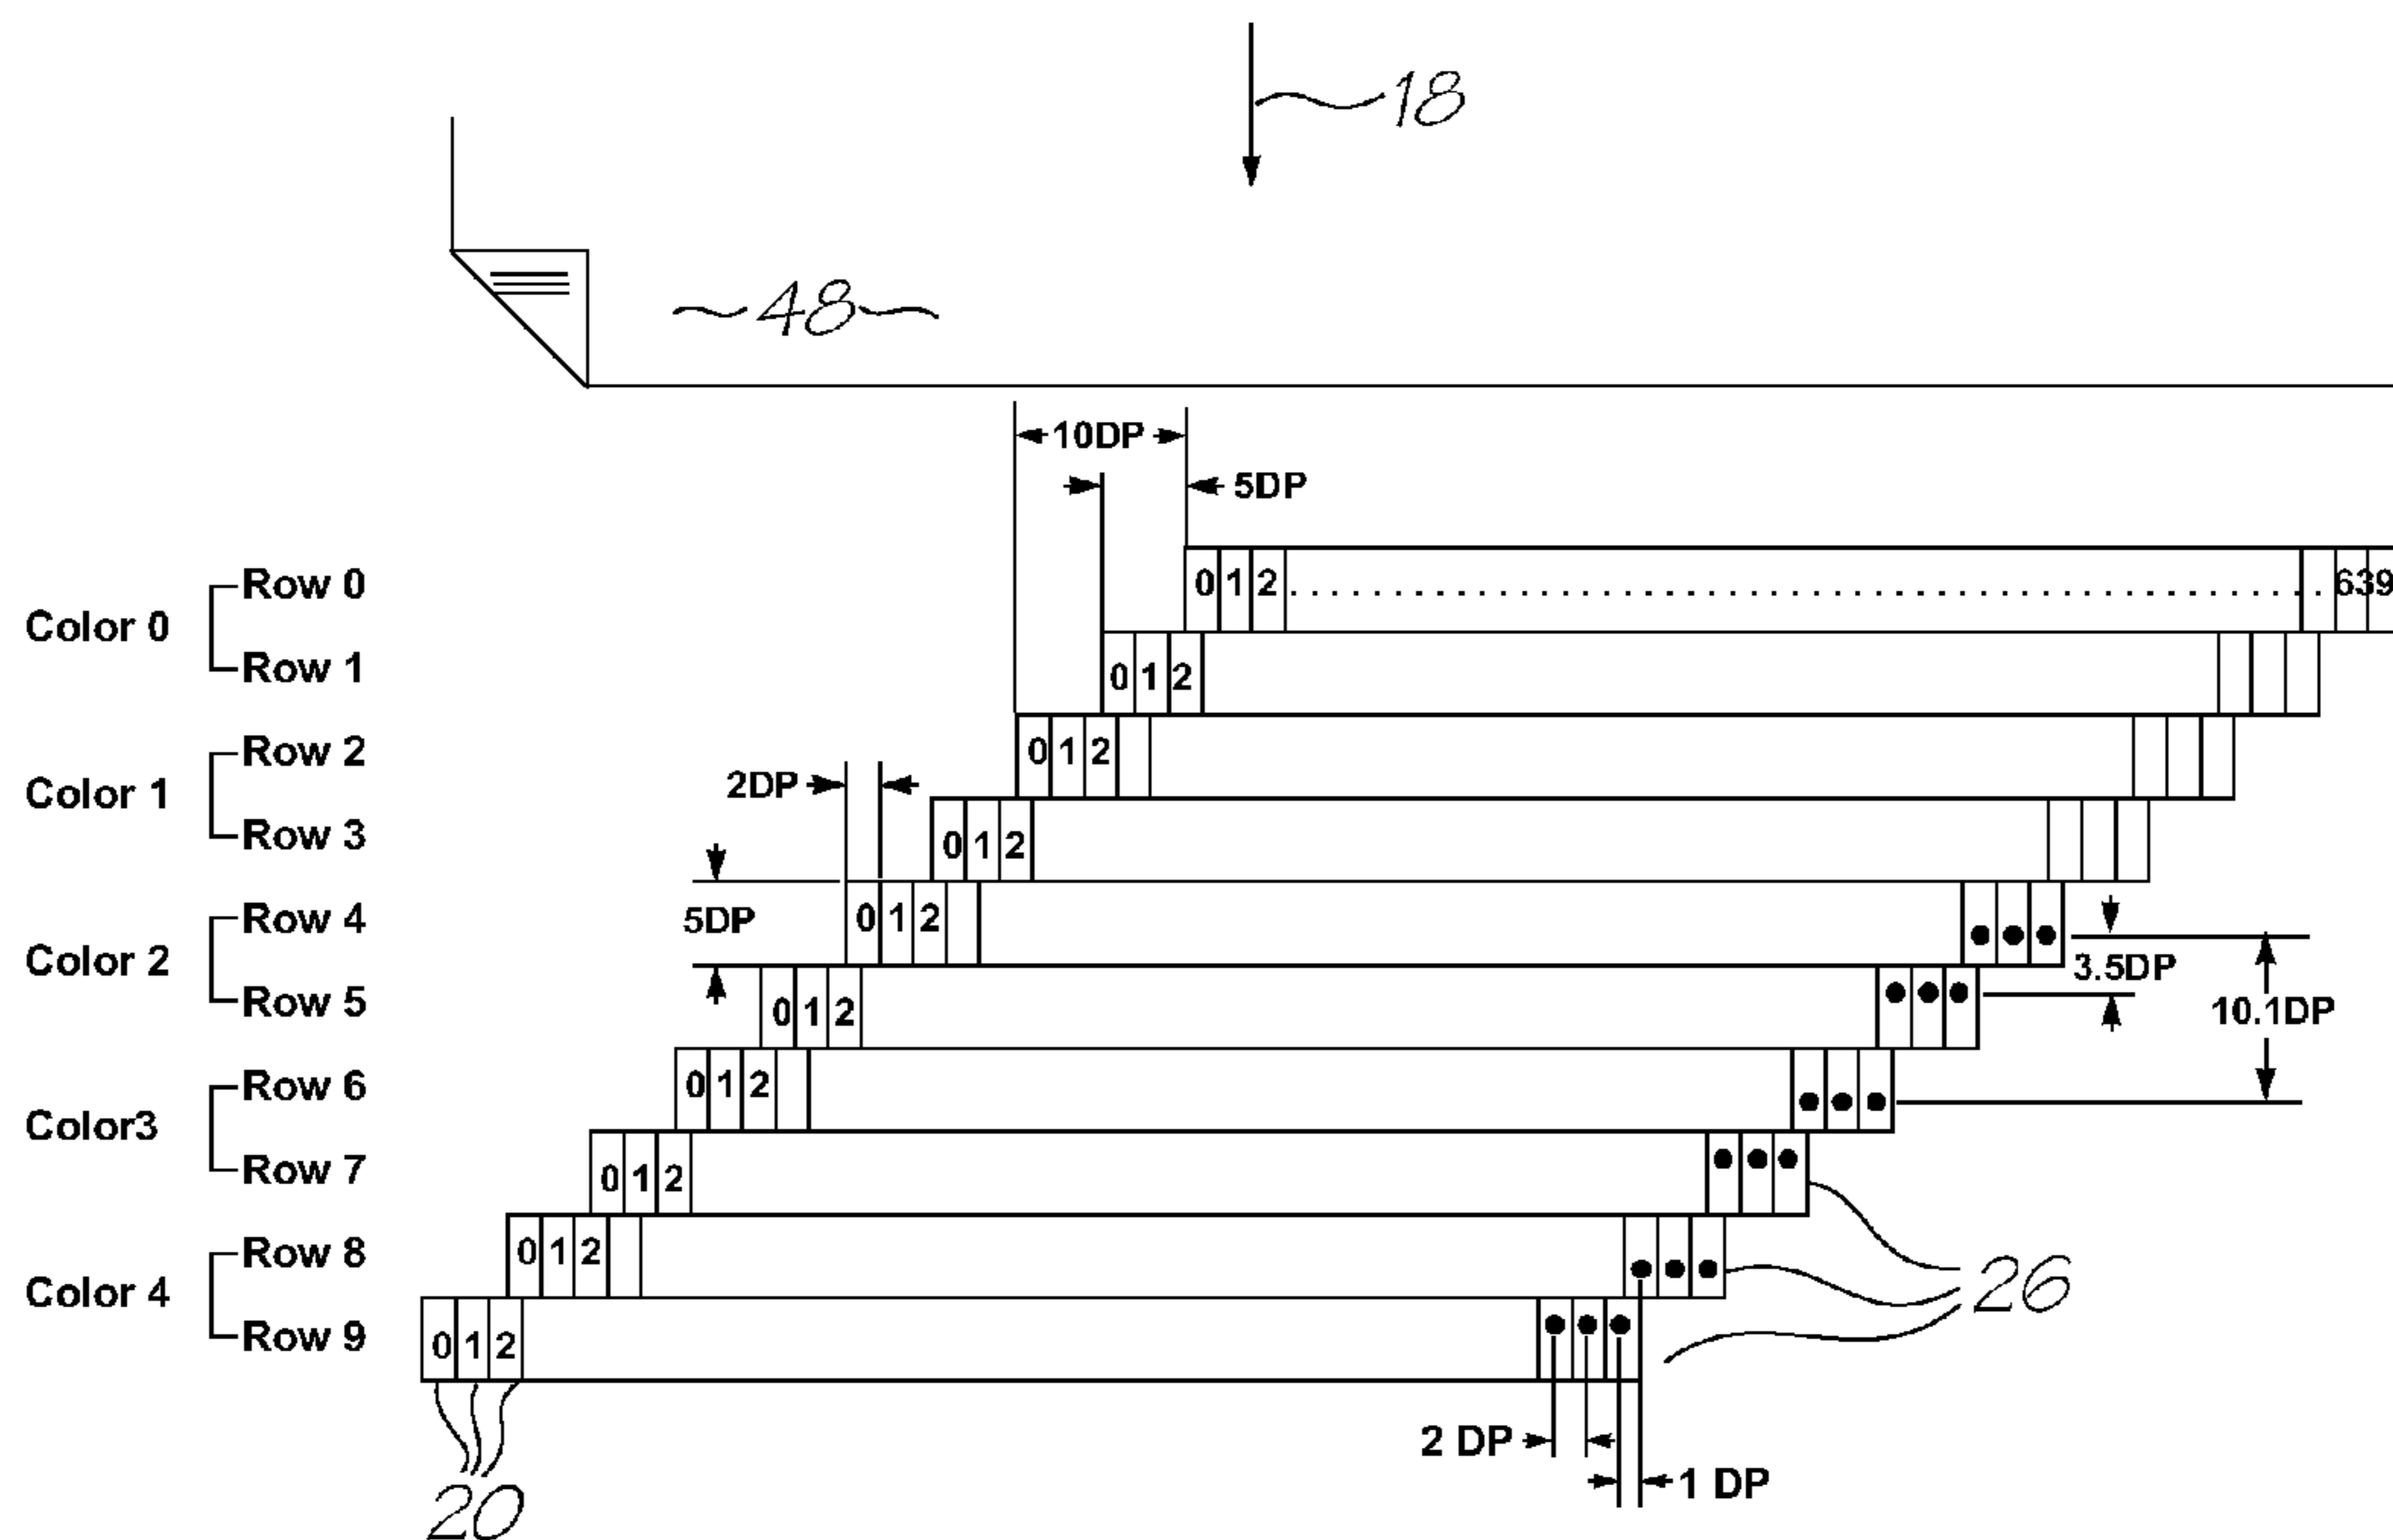 18
~48~
10DP
5DP
Row 0
0 1 2 639
Color 0
Row 1
0 1 2
Row 2
0 1 2
2DP
Color 1
Row 3
0 1 2
Row 4
5DP
0 1 2
Color 2
3.5DP
Row 5
0 1 2
10.1DP
Row 6
0 1 2
Color3
Row 7
0 1 2
Row 8
0 1 2
26
Color 4
Row 9
0 1 2
2 DP
1 DP
20